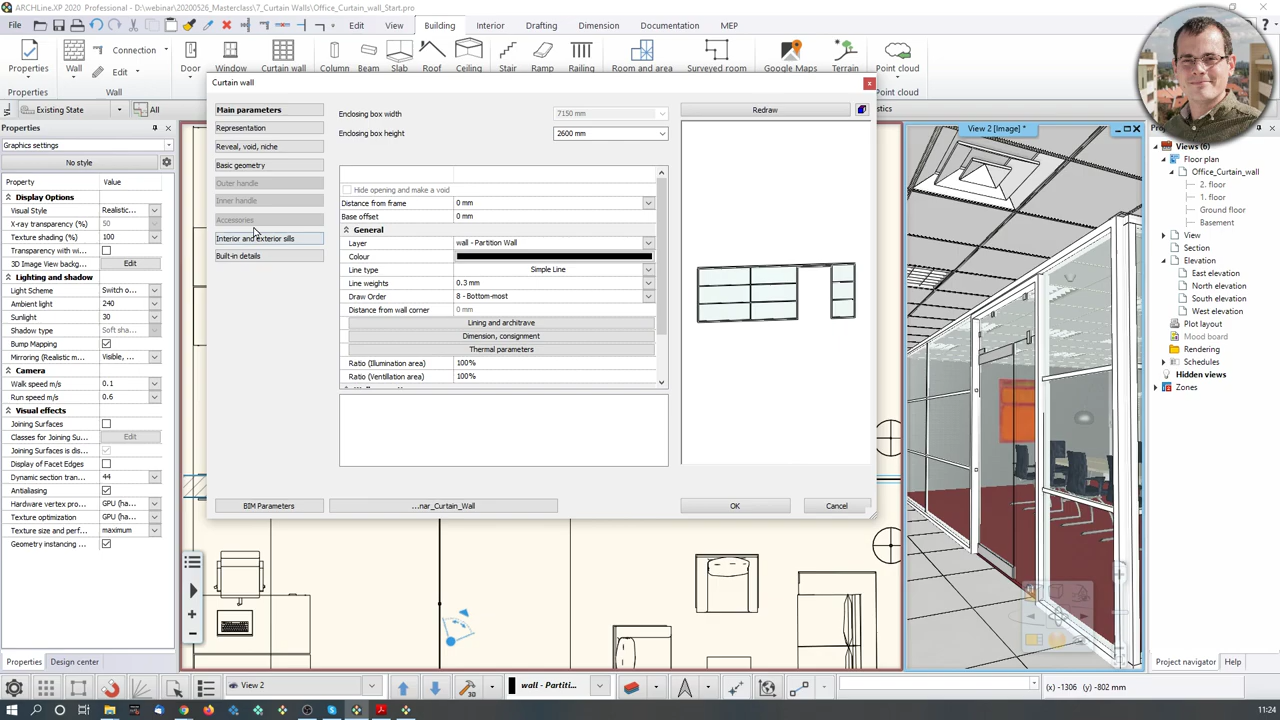 ARCHLine.XP 2020 Professional - D:\webinar\20200526_Masterclass\7_Curtain Walls\Office_Curtain_wall_Start.pro
File
Edit
View
Building
Interior
Drafting
Dimension
Documentation
MEP
Properties
Wall
Connection
Edit
Door
Window
Curtain wall
Column
Beam
Slab
Roof
Ceiling
Stair
Ramp
Railing
Room and area
Surveyed room
Google Maps
Terrain
Point cloud
Properties
Wall
Point cloud
Existing State
All
Properties
Graphics settings
No style
Property
Value
Display Options
Visual Style
Realistic...
X-ray transparency (%)
50
Texture shading (%)
100
Transparency with wi...
3D Image View backg...
Edit
Lighting and shadow
Light Scheme
Switch o...
Ambient light
240
Sunlight
30
Shadow type
Soft sha...
Bump Mapping
Mirroring (Realistic m...
Visible, ...
Camera
Walk speed m/s
0.1
Run speed m/s
0.6
Visual effects
Joining Surfaces
Classes for Joining Su...
Edit
Joining Surfaces is dis...
Display of Facet Edges
Dynamic section tran...
44
Antialiasing
Hardware vertex pro...
GPU (ha...
Texture optimization
GPU (ha...
Texture size and perf...
maximum
Geometry instancing ...
Properties
Design center
Curtain wall
Main parameters
Representation
Reveal, void, niche
Basic geometry
Outer handle
Inner handle
Accessories
Interior and exterior sills
Built-in details
Enclosing box width
7150 mm
Enclosing box height
2600 mm
Hide opening and make a void
Distance from frame
0 mm
Base offset
0 mm
General
Layer
wall - Partition Wall
Colour
Line type
Simple Line
Line weights
0.3 mm
Draw Order
8 - Bottom-most
Distance from wall corner
0 mm
Lining and architrave
Dimension, consignment
Thermal parameters
Ratio (Illumination area)
100%
Ratio (Ventillation area)
100%
Redraw
BIM Parameters
...nar_Curtain_Wall
OK
Cancel
View 2 [Image] *
Views (6)
Floor plan
Office_Curtain_wall
2. floor
1. floor
Ground floor
Basement
View
Section
Elevation
East elevation
North elevation
South elevation
West elevation
Plot layout
Mood board
Rendering
Schedules
Hidden views
Zones
Project navigator
Help
View 2
wall - Partiti...
(x) -1306 (y) -802 mm
11:24